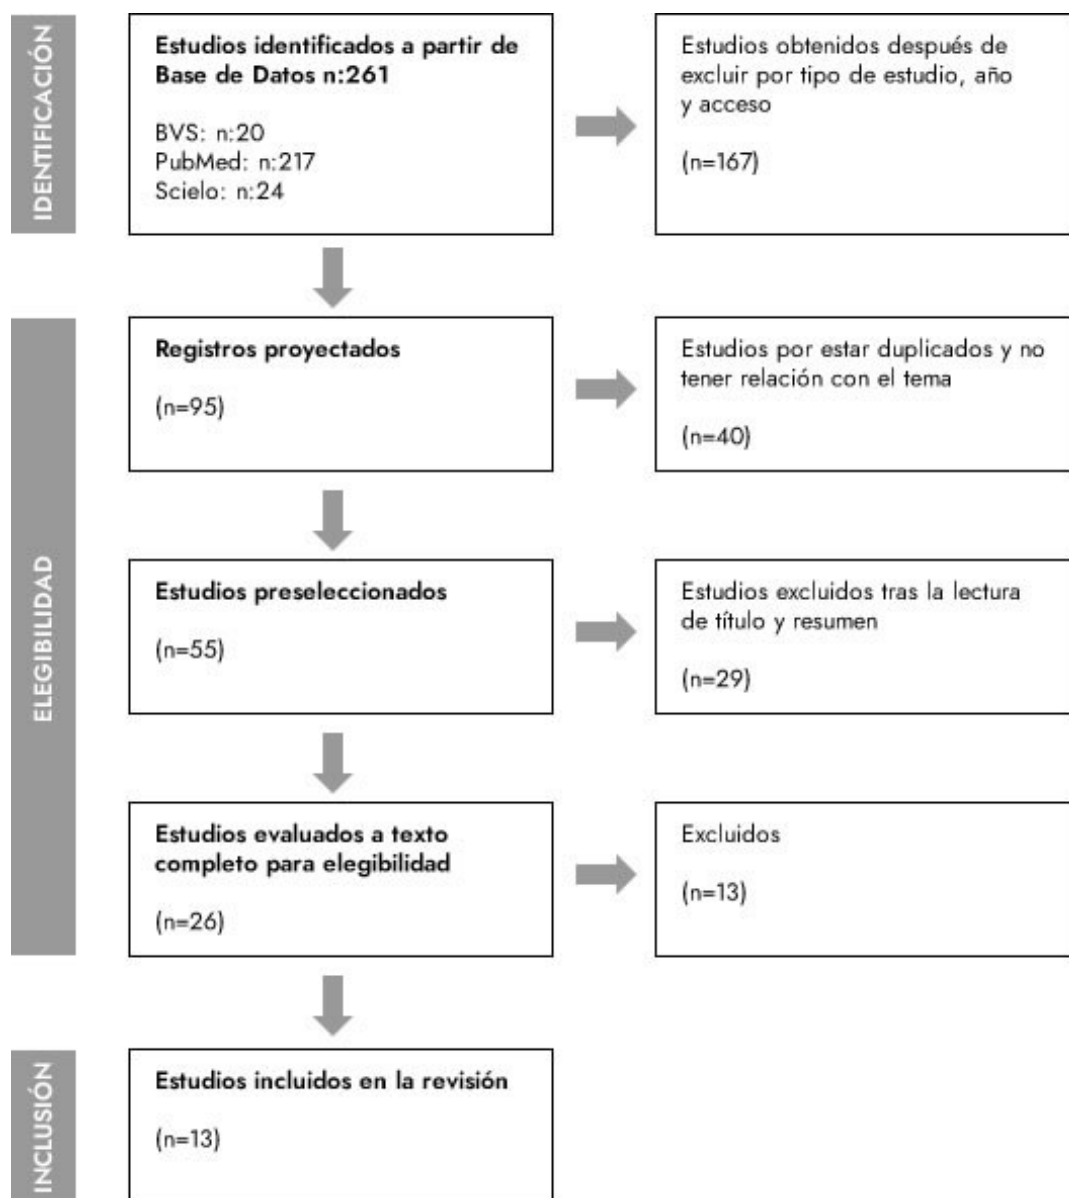 IDENTIFICACIÓN
Estudios identificados a partir de
Base de Datos n:261
BVS: n:20
PubMed: n:217
Scielo: n:24
Estudios obtenidos después de
excluir por tipo de estudio, año
y acceso
(n=167)
ELEGIBILIDAD
Registros proyectados
(n=95)
Estudios por estar duplicados y no
tener relación con el tema
(n=40)
Estudios preseleccionados
(n=55)
Estudios excluidos tras la lectura
de título y resumen
(n=29)
Estudios evaluados a texto
completo para elegibilidad
(n=26)
Excluidos
(n=13)
INCLUSIÓN
Estudios incluidos en la revisión
(n=13)